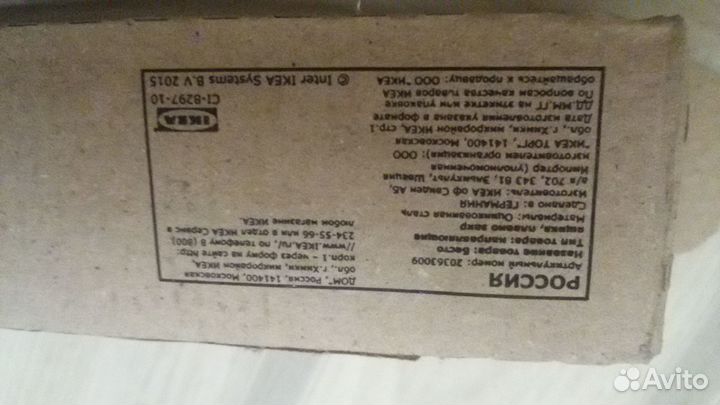 РОССИЯ
Артикульный номер: 20363009
Название товара: Бесто
Тип товара: направляющие
ящика, плавно закр
Материалы: Оцинкованная сталь
Сделано в: ГЕРМАНИЯ
Изготовитель: ИКЕА оф Свиден АБ,
а/я 702, 343 81, Эльмхульт, Швеция
Импортер (уполномоченная
изготовителем организация): ООО
"ИКЕА ТОРГ", 141400, Московская
обл., г.Химки, микрорайон ИКЕА, стр.1
Дата изготовления указана в формате
ДД.ММ.ГГ на этикетке или упаковке
По вопросам качества товаров ИКЕА
обращайтесь к продавцу: ООО "ИКЕА
ДОМ", Россия, 141400, Московская
обл., г.Химки, микрорайон ИКЕА,
корп.1 - через форму на сайте http:
//www.IKEA.ru/, по телефону 8 (800)
234-55-66 или в отдел ИКЕА Сервис в
любом магазине ИКЕА.
IKEA
CI-8297-10
© Inter IKEA Systems B.V 2015
Avito